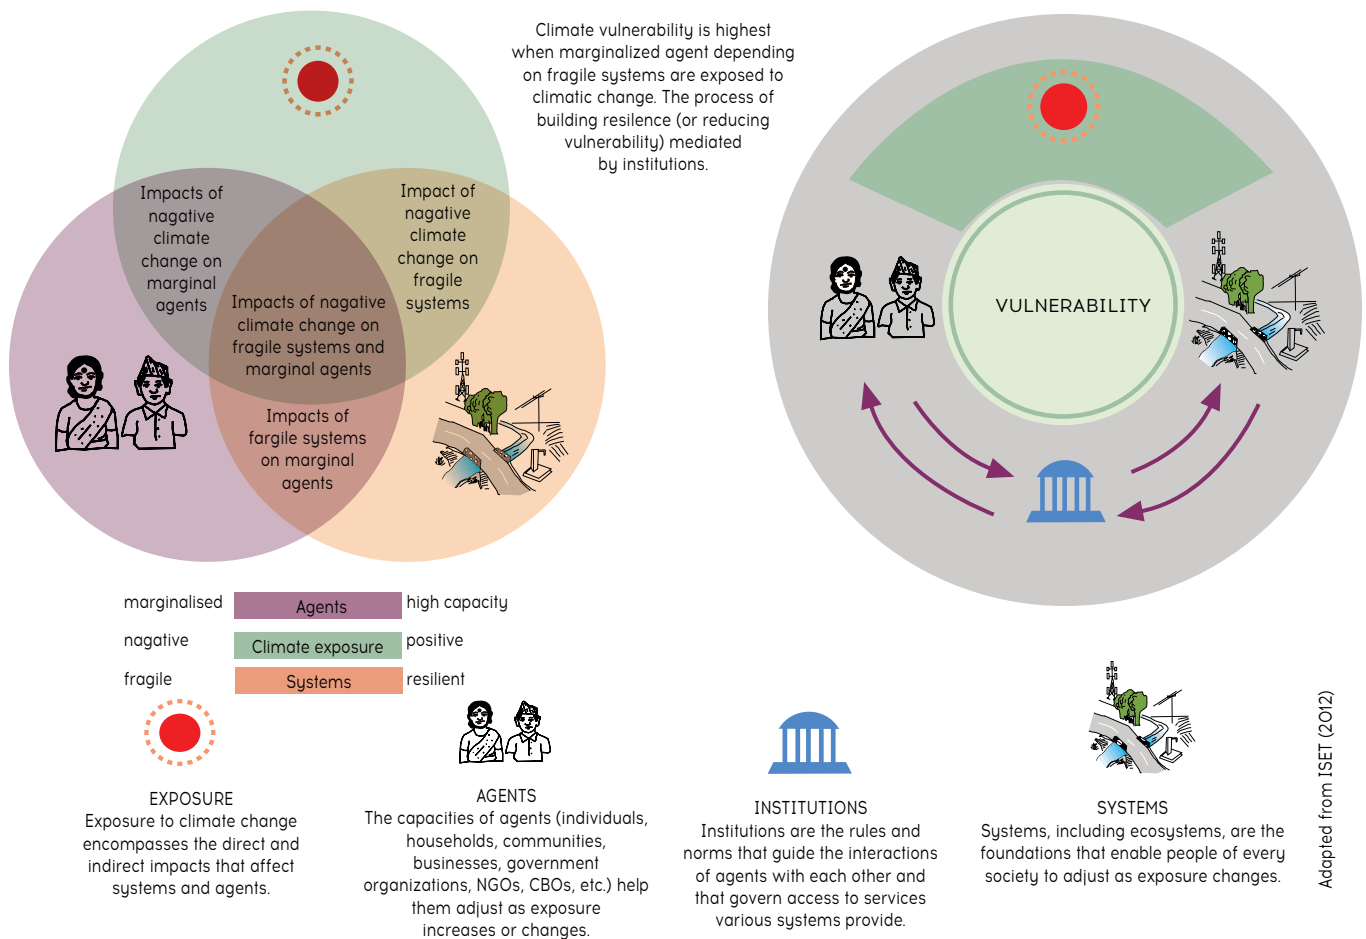 Climate vulnerability is highest
when marginalized agent depending
on fragile systems are exposed to
climatic change. The process of
building resilence (or reducing
vulnerability) mediated
by institutions.
Impacts of
nagative
climate
change on
marginal
agents
Impact of
nagative
climate
change on
fragile
systems
Impacts of nagative
climate change on
fragile systems and
marginal agents
Impacts of
fargile systems
on marginal
agents
VULNERABILITY
marginalised Agents high capacity
nagative Climate exposure positive
fragile Systems resilient
EXPOSURE
Exposure to climate change
encompasses the direct and
indirect impacts that affect
systems and agents.
AGENTS
The capacities of agents (individuals,
households, communities,
businesses, government
organizations, NGOs, CBOs, etc.) help
them adjust as exposure
increases or changes.
INSTITUTIONS
Institutions are the rules and
norms that guide the interactions
of agents with each other and
that govern access to services
various systems provide.
SYSTEMS
Systems, including ecosystems, are the
foundations that enable people of every
society to adjust as exposure changes.
Adapted from ISET (2012)